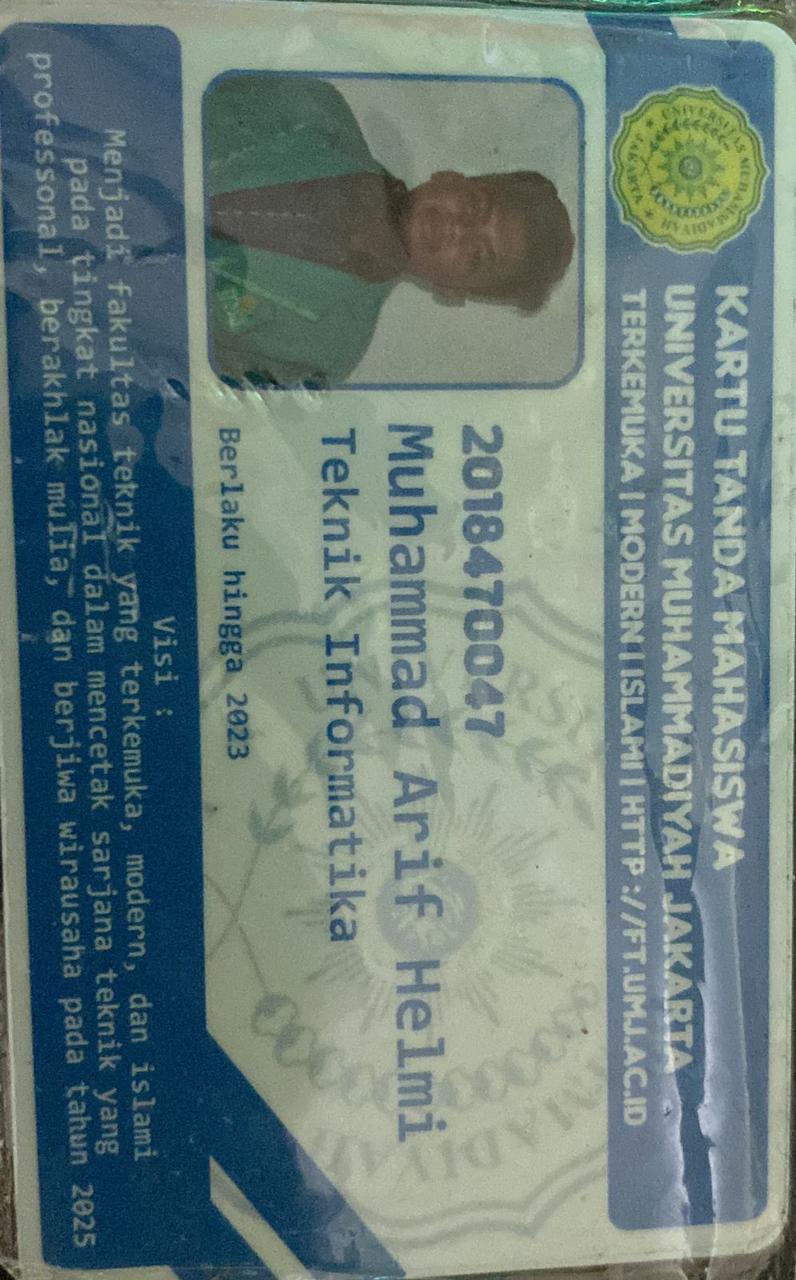 KARTU TANDA MAHASISWA
UNIVERSITAS MUHAMMADIYAH JAKARTA
TERKEMUKA | MODERN | ISLAMI | HTTP://FT.UMJ.AC.ID
UNIVERSITAS MUHAMMADIYAH
JAKARTA
2018470047
Muhammad Arif Helmi
Teknik Informatika
Berlaku hingga 2023
Visi :
Menjadi fakultas teknik yang terkemuka, modern, dan islami
pada tingkat nasional dalam mencetak sarjana teknik yang
professonal, berakhlak mulia, dan berjiwa wirausaha pada tahun 2025